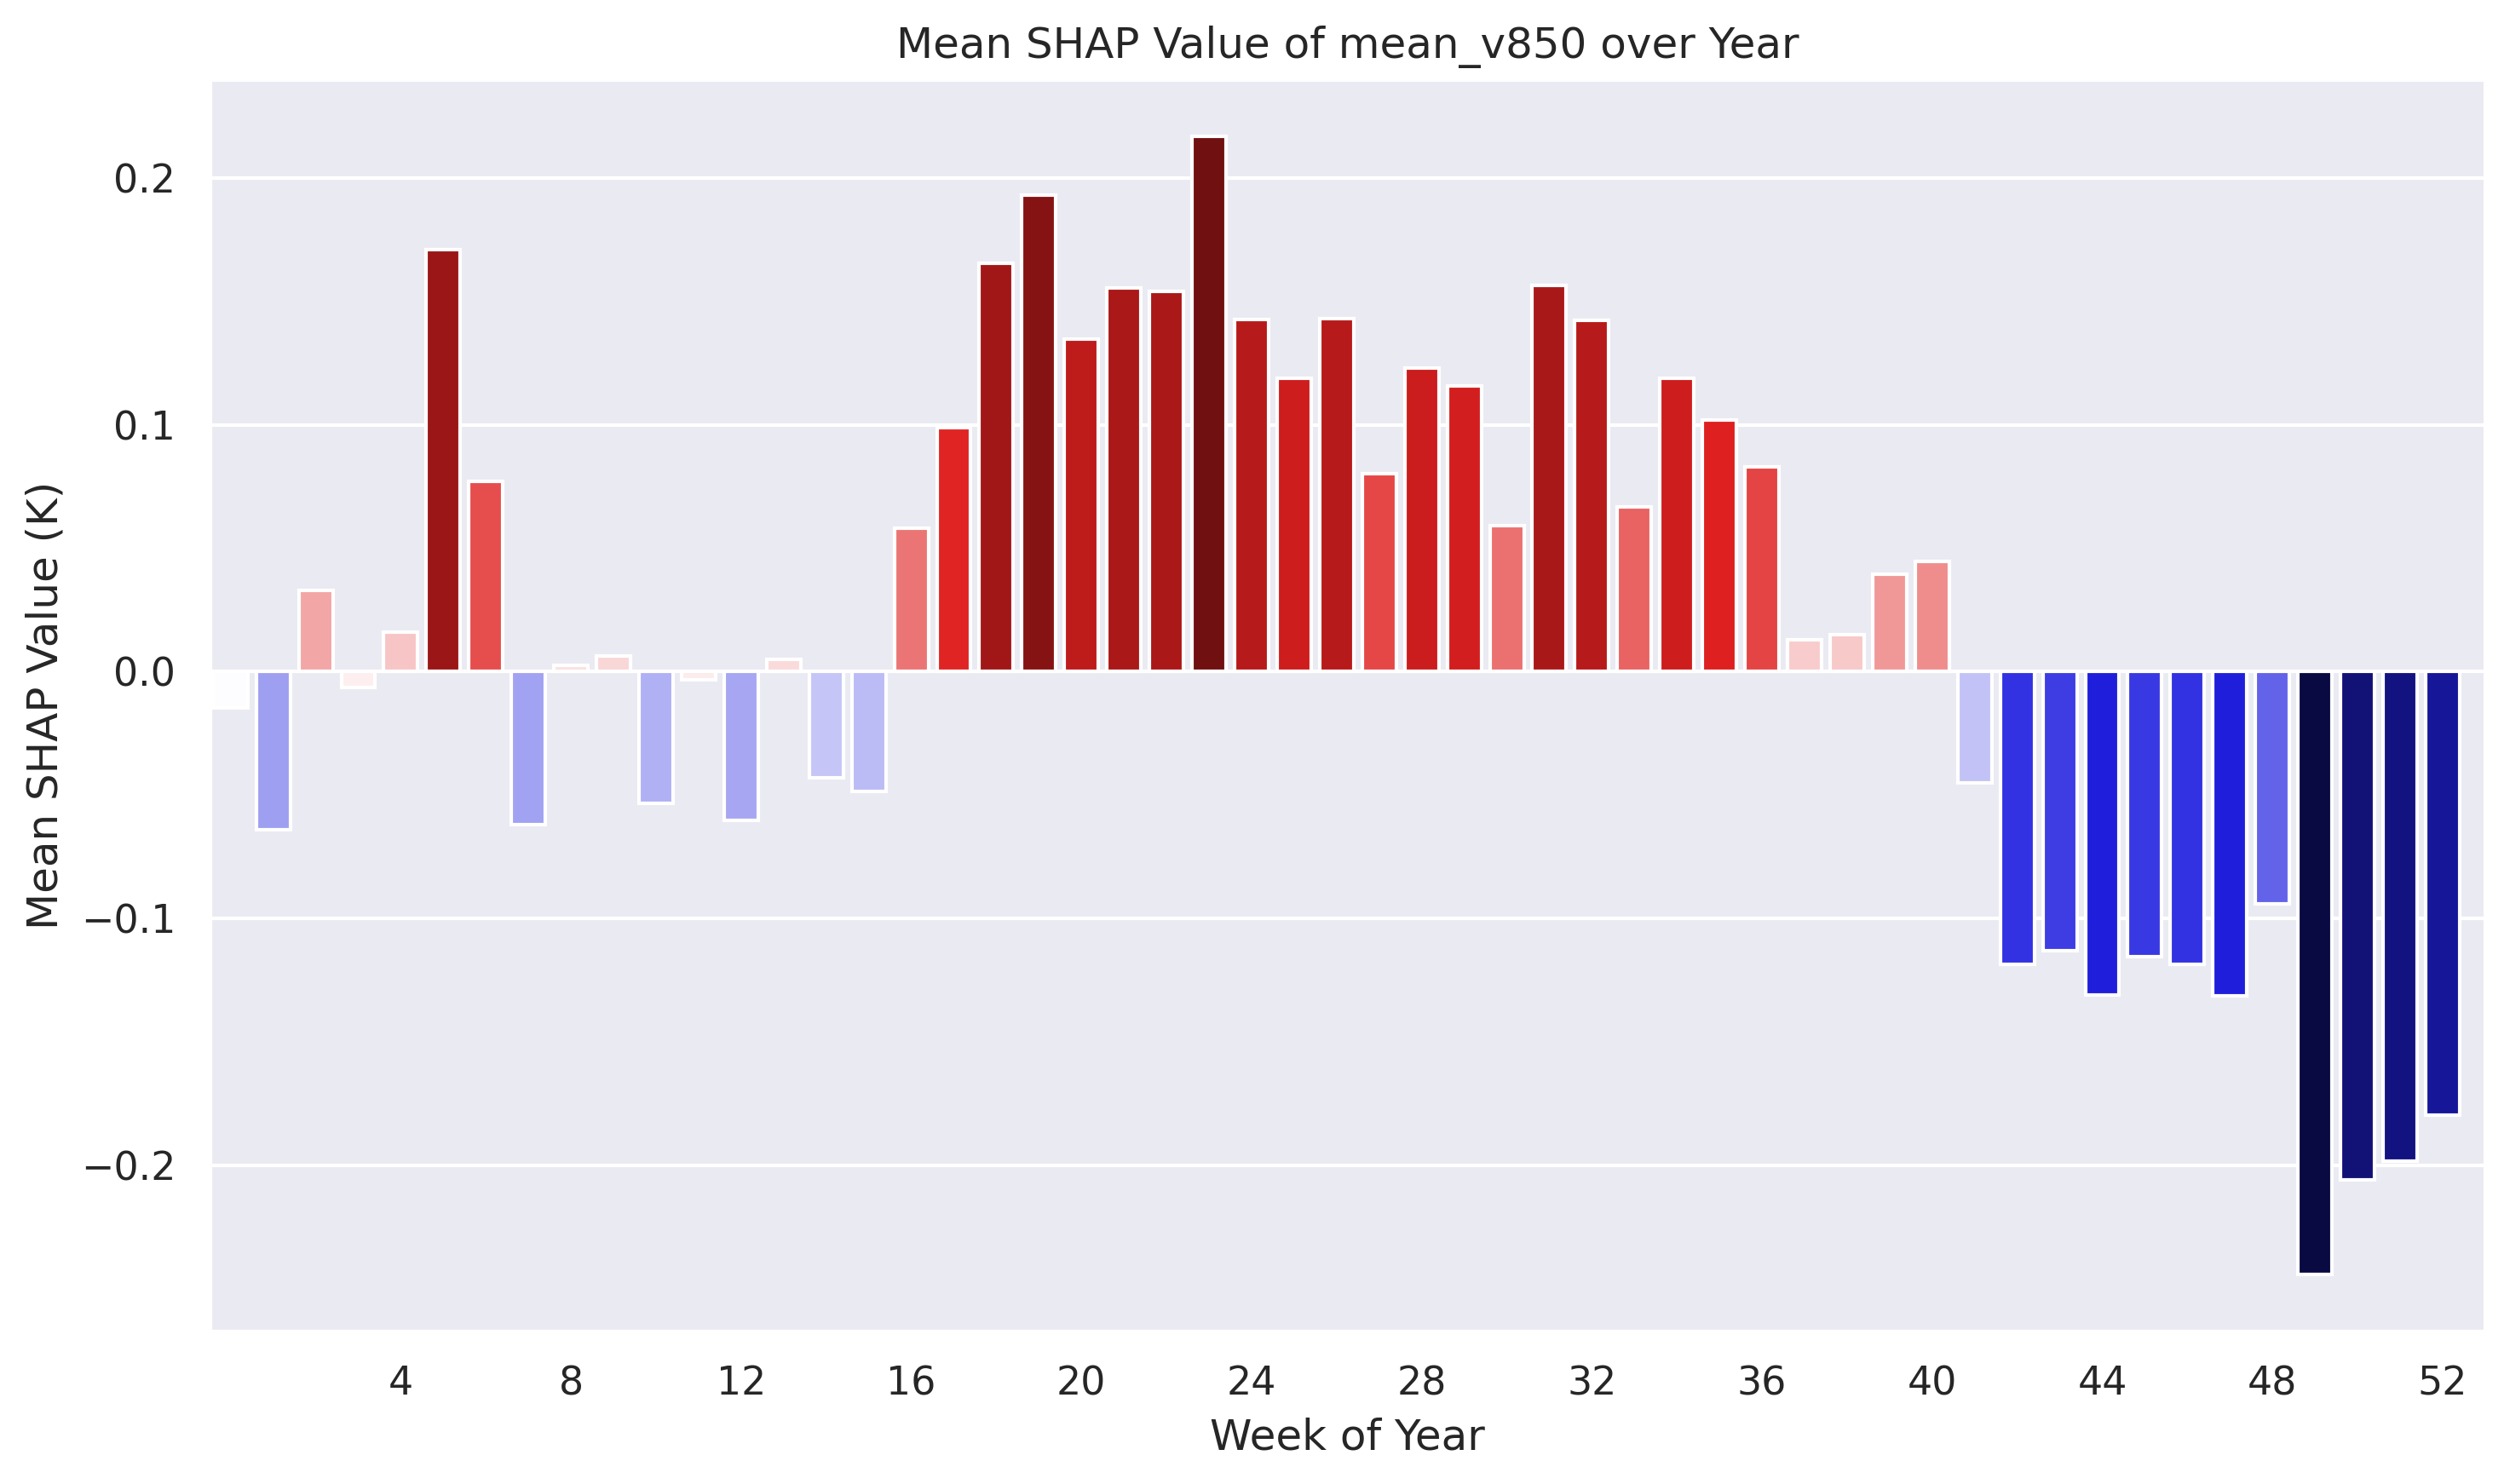 Mean SHAP Value of mean_v850 over Year
Mean SHAP Value (K)
0.2
0.1
0.0
−0.1
−0.2
4 8 12 16 20 24 28 32 36 40 44 48 52
Week of Year